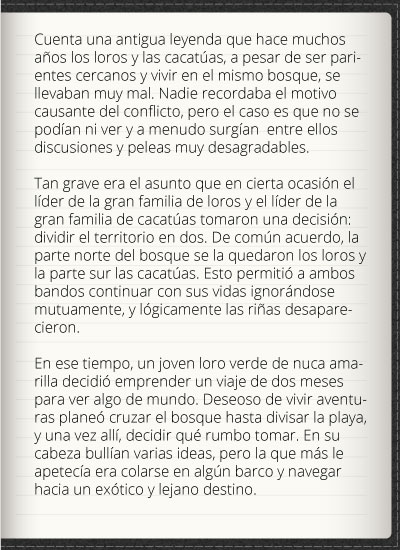 Cuenta una antigua leyenda que hace muchos
años los loros y las cacatúas, a pesar de ser pari-
entes cercanos y vivir en el mismo bosque, se
llevaban muy mal. Nadie recordaba el motivo
causante del conflicto, pero el caso es que no se
podían ni ver y a menudo surgían  entre ellos
discusiones y peleas muy desagradables.
Tan grave era el asunto que en cierta ocasión el
líder de la gran familia de loros y el líder de la
gran familia de cacatúas tomaron una decisión:
dividir el territorio en dos. De común acuerdo, la
parte norte del bosque se la quedaron los loros y
la parte sur las cacatúas. Esto permitió a ambos
bandos continuar con sus vidas ignorándose
mutuamente, y lógicamente las riñas desapare-
cieron.
En ese tiempo, un joven loro verde de nuca ama-
rilla decidió emprender un viaje de dos meses
para ver algo de mundo. Deseoso de vivir aventu-
ras planeó cruzar el bosque hasta divisar la playa,
y una vez allí, decidir qué rumbo tomar. En su
cabeza bullían varias ideas, pero la que más le
apetecía era colarse en algún barco y navegar
hacia un exótico y lejano destino.